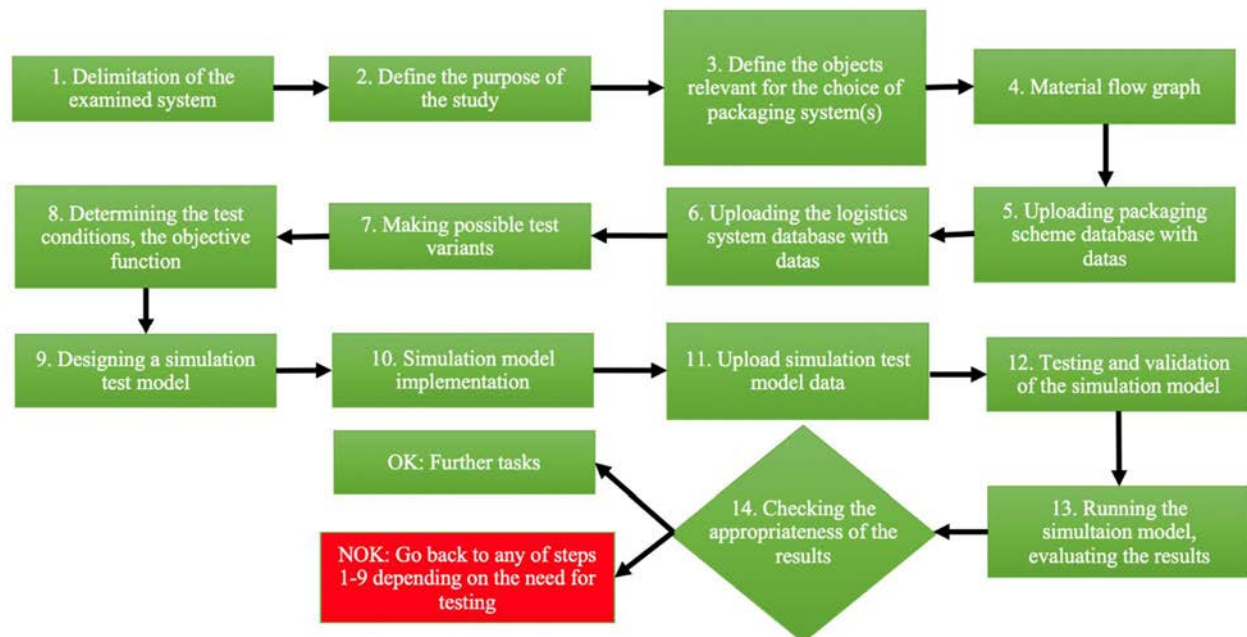 1. Delimitation of the
examined system
2. Define the purpose of
the study
3. Define the objects
relevant for the choice of
packaging system(s)
4. Material flow graph
5. Uploading packaging
scheme database with
datas
6. Uploading the logistics
system database with
datas
7. Making possible test
variants
8. Determining the test
conditions, the objective
function
9. Designing a simulation
test model
10. Simulation model
implementation
11. Upload simulation test
model data
12. Testing and validation
of the simulation model
13. Running the
simultaion model,
evaluating the results
14. Checking the
appropriateness of the
results
OK: Further tasks
NOK: Go back to any of steps
1-9 depending on the need for
testing